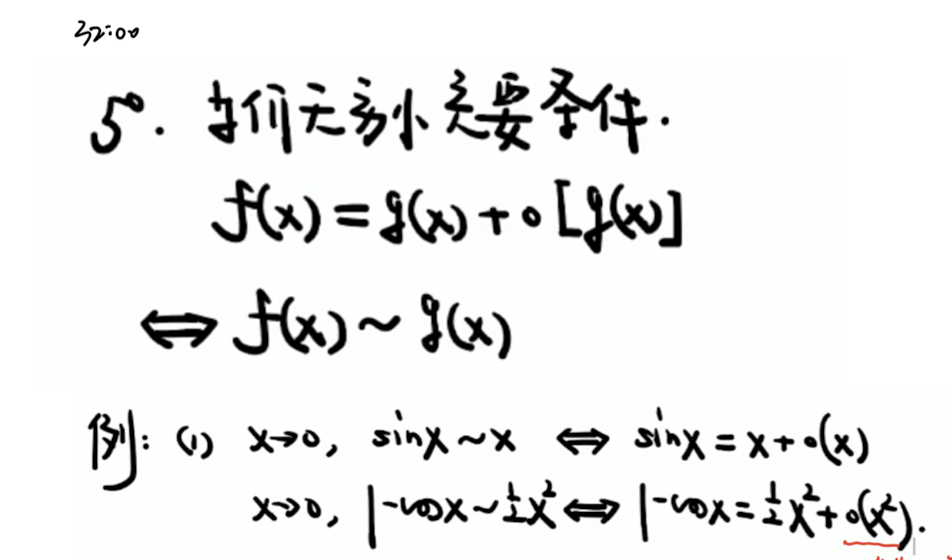 32:00
5°. 等价无穷小充要条件.
f(x) = g(x) + o[g(x)]
⟺ f(x) ~ g(x)
例: (1) x→0, sinx ~ x ⟺ sinx = x + o(x)
x→0, 1-cosx ~ ½x² ⟺ 1-cosx = ½x² + o(x²).